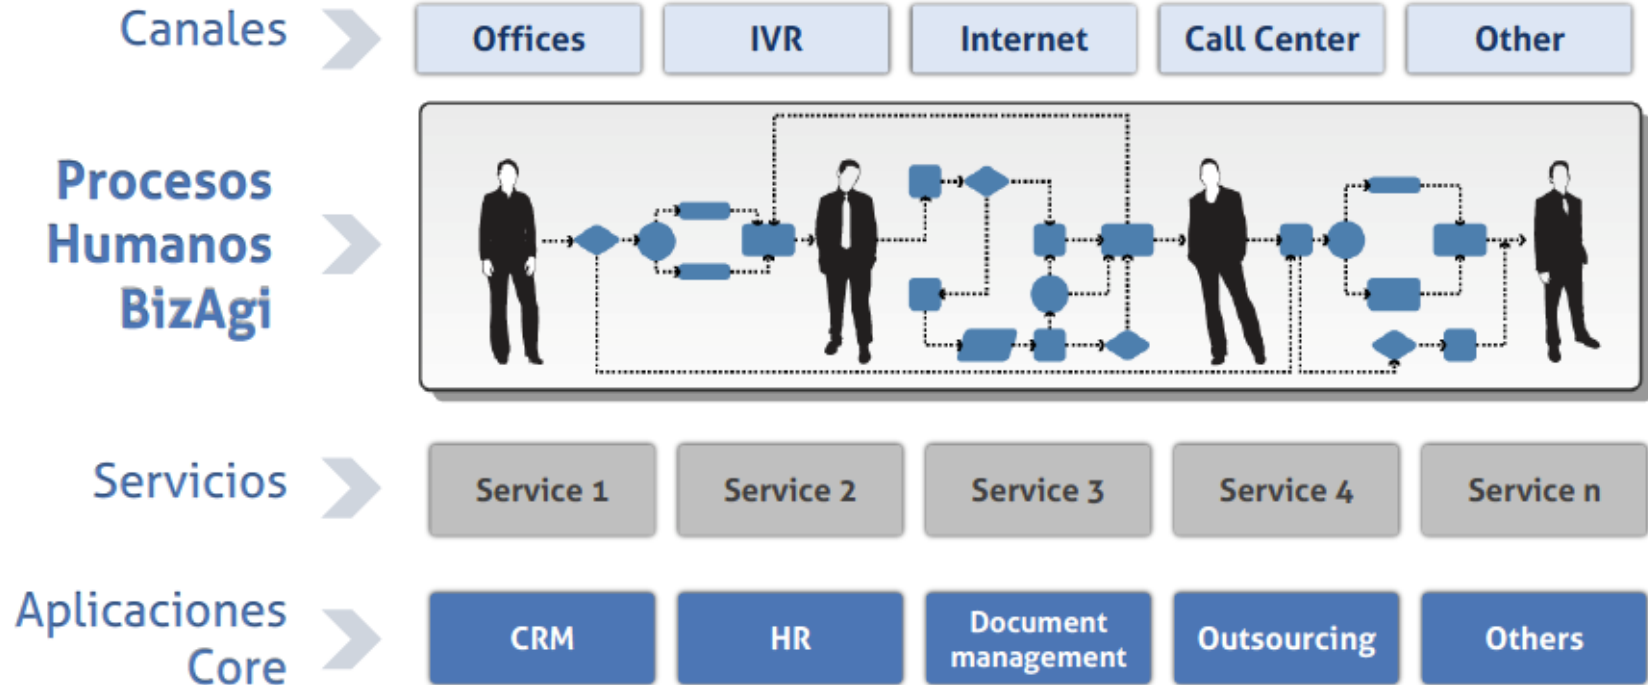 Canales
Offices
IVR
Internet
Call Center
Other
Procesos
Humanos
BizAgi
Servicios
Service 1
Service 2
Service 3
Service 4
Service n
Aplicaciones
Core
CRM
HR
Document
management
Outsourcing
Others